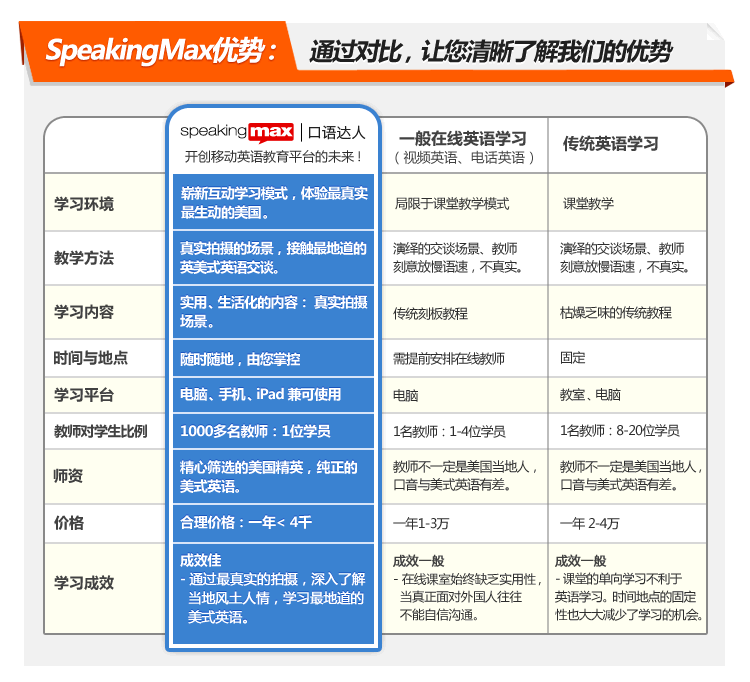 SpeakingMax优势： 通过对比，让您清晰了解我们的优势
speaking max | 口语达人
开创移动英语教育平台的未来！
一般在线英语学习
（视频英语、电话英语）
传统英语学习
学习环境
崭新互动学习模式，体验最真实
最生动的美国。
局限于课堂教学模式
课堂教学
教学方法
真实拍摄的场景，接触最地道的
英美式英语交谈。
演绎的交谈场景、教师
刻意放慢语速，不真实。
演绎的交谈场景、教师
刻意放慢语速，不真实。
学习内容
实用、生活化的内容： 真实拍摄
场景。
传统刻板教程
枯燥乏味的传统教程
时间与地点
随时随地，由您掌控
需提前安排在线教师
固定
学习平台
电脑、手机、iPad 兼可使用
电脑
教室、电脑
教师对学生比例
1000多名教师：1位学员
1名教师：1-4位学员
1名教师：8-20位学员
师资
精心筛选的美国精英，纯正的
美式英语。
教师不一定是美国当地人，
口音与美式英语有差。
教师不一定是美国当地人，
口音与美式英语有差。
价格
合理价格：一年< 4千
一年1-3万
一年 2-4万
学习成效
成效佳
- 通过最真实的拍摄，深入了解
当地风土人情，学习最地道的
美式英语。
成效一般
- 在线课室始终缺乏实用性，
当真正面对外国人往往
不能自信沟通。
成效一般
- 课堂的单向学习不利于
英语学习。时间地点的固定
性也大大减少了学习的机会。